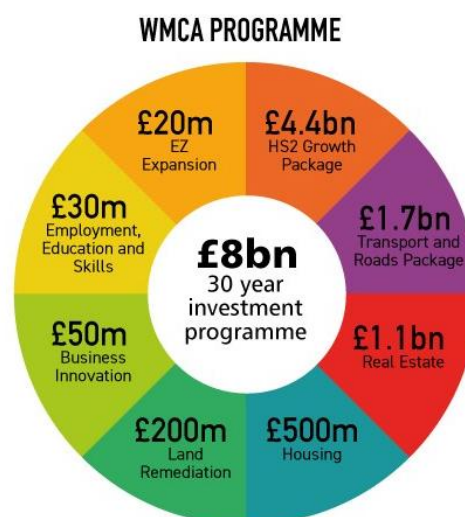 WMCA PROGRAMME
£20m
EZ
Expansion
£4.4bn
HS2 Growth
Package
£30m
Employment,
Education and
Skills
£1.7bn
Transport and
Roads Package
£8bn
30 year
investment
programme
£50m
Business
Innovation
£1.1bn
Real Estate
£200m
Land
Remediation
£500m
Housing